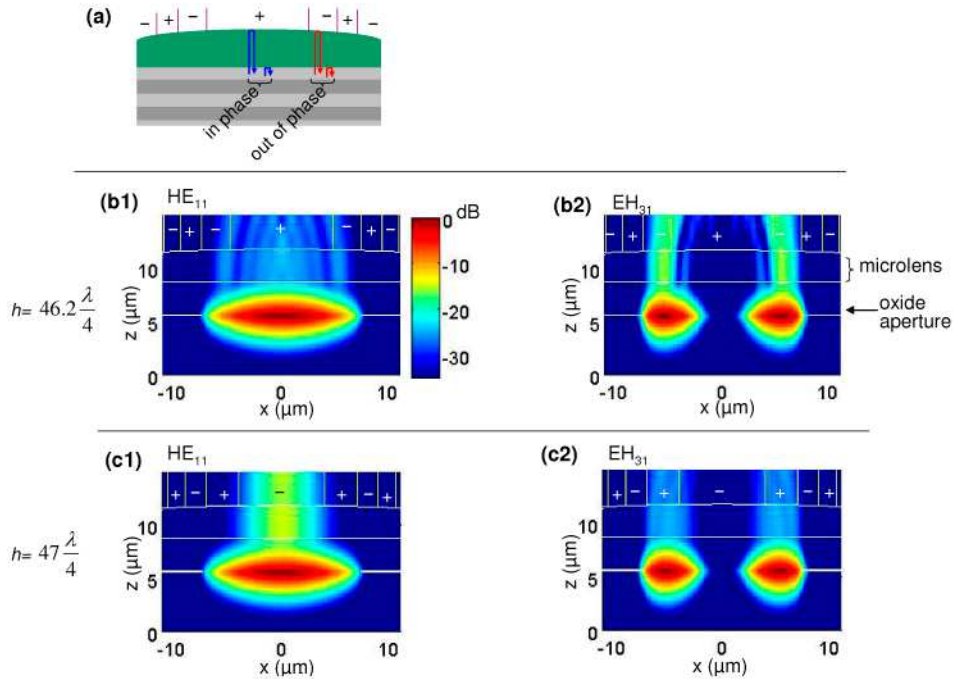 (a)
− + − + − + −
in phase
out of phase
(b1) HE₁₁
− + − + − + −
dB
0
-10
-20
-30
z (µm)
10
5
0
-10 0 10
x (µm)
h= 46.2 λ/4
(b2) EH₃₁
− + − + − + −
z (µm)
10
5
0
-10 0 10
x (µm)
microlens
oxide
aperture
(c1) HE₁₁
+ − + − + − +
z (µm)
10
5
0
-10 0 10
x (µm)
h= 47 λ/4
(c2) EH₃₁
+ − + − + − +
z (µm)
10
5
0
-10 0 10
x (µm)